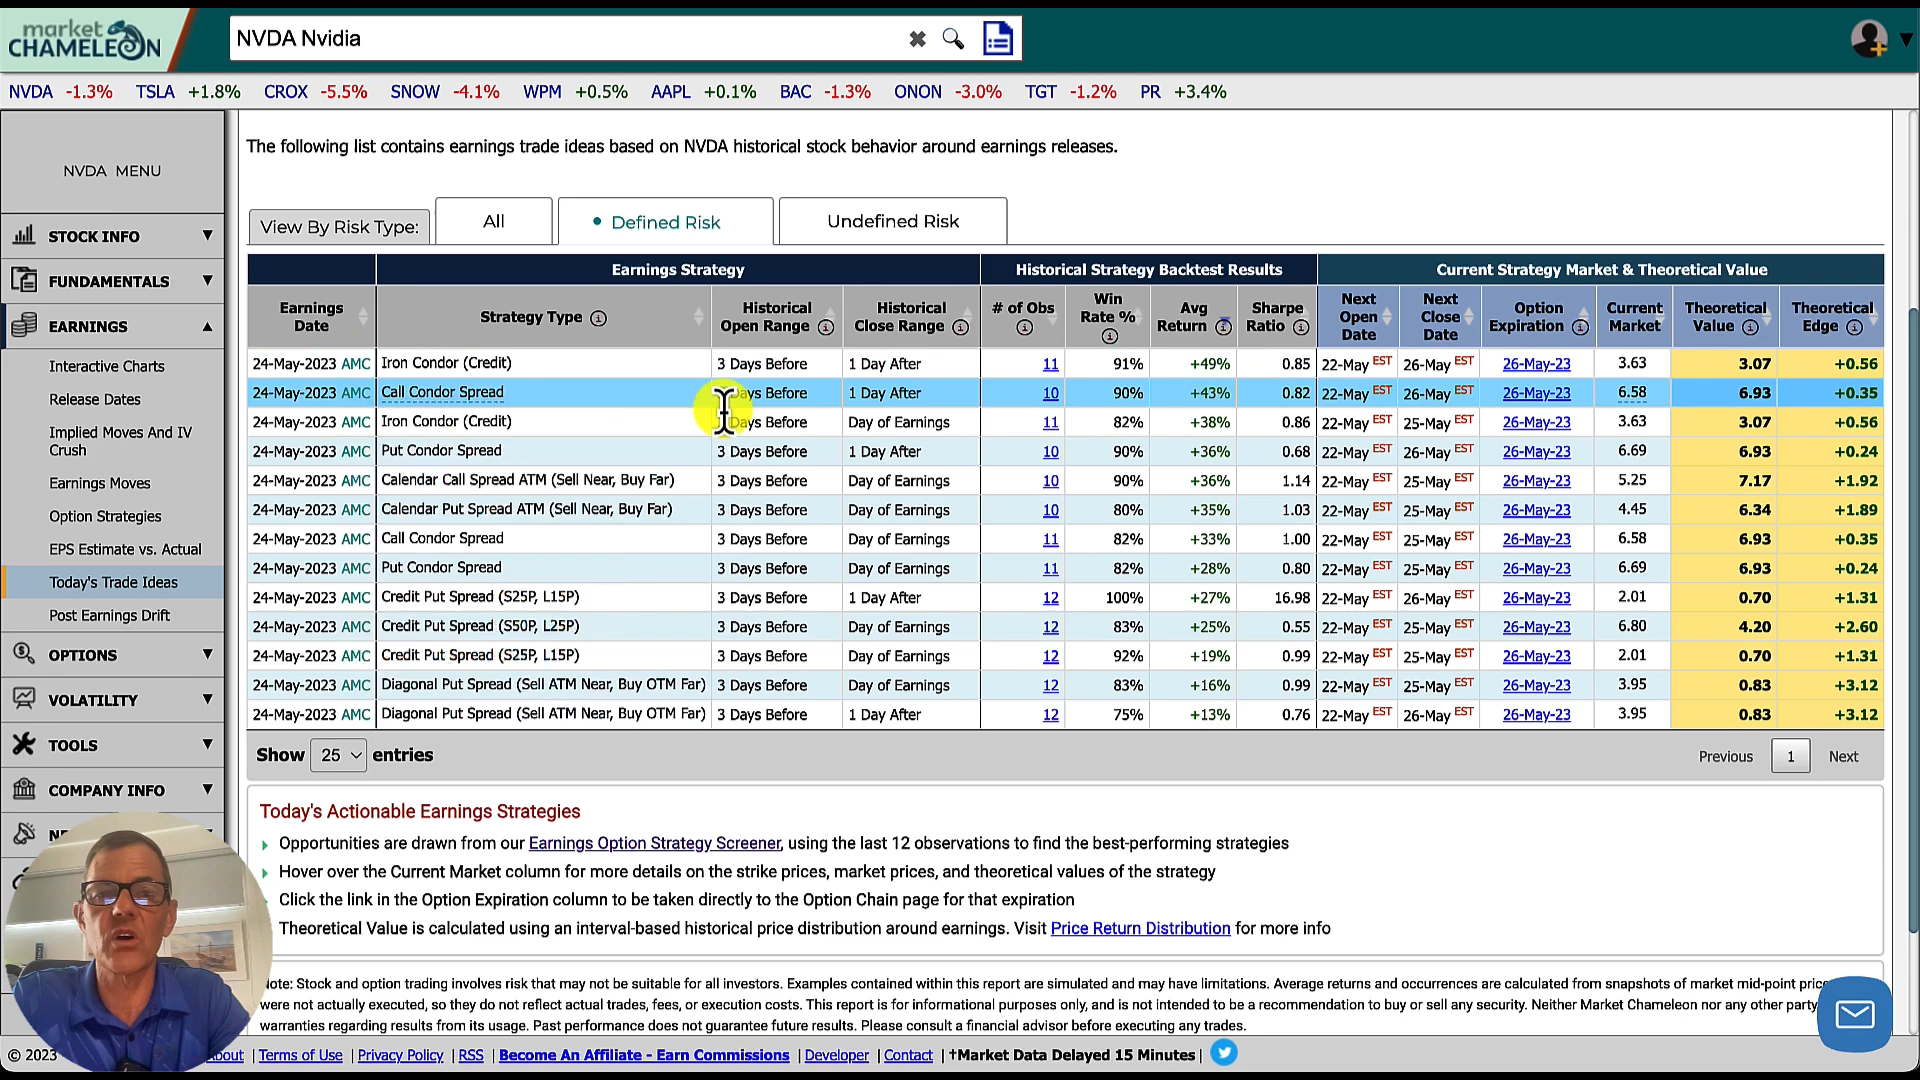 market
CHAMELEON
NVDA Nvidia
NVDA -1.3% TSLA +1.8% CROX -5.5% SNOW -4.1% WPM +0.5% AAPL +0.1% BAC -1.3% ONON -3.0% TGT -1.2% PR +3.4%
NVDA MENU
STOCK INFO
FUNDAMENTALS
EARNINGS
Interactive Charts
Release Dates
Implied Moves And IV
Crush
Earnings Moves
Option Strategies
EPS Estimate vs. Actual
Today's Trade Ideas
Post Earnings Drift
OPTIONS
VOLATILITY
TOOLS
COMPANY INFO
The following list contains earnings trade ideas based on NVDA historical stock behavior around earnings releases.
View By Risk Type: All • Defined Risk Undefined Risk
Earnings Strategy Historical Strategy Backtest Results Current Strategy Market & Theoretical Value
Earnings Date Strategy Type Historical Open Range Historical Close Range # of Obs Win Rate % Avg Return Sharpe Ratio Next Open Date Next Close Date Option Expiration Current Market Theoretical Value Theoretical Edge
24-May-2023 AMC Iron Condor (Credit) 3 Days Before 1 Day After 11 91% +49% 0.85 22-May EST 26-May EST 26-May-23 3.63 3.07 +0.56
24-May-2023 AMC Call Condor Spread Days Before 1 Day After 10 90% +43% 0.82 22-May EST 26-May EST 26-May-23 6.58 6.93 +0.35
24-May-2023 AMC Iron Condor (Credit) Days Before Day of Earnings 11 82% +38% 0.86 22-May EST 25-May EST 26-May-23 3.63 3.07 +0.56
24-May-2023 AMC Put Condor Spread 3 Days Before 1 Day After 10 90% +36% 0.68 22-May EST 26-May EST 26-May-23 6.69 6.93 +0.24
24-May-2023 AMC Calendar Call Spread ATM (Sell Near, Buy Far) 3 Days Before Day of Earnings 10 90% +36% 1.14 22-May EST 25-May EST 26-May-23 5.25 7.17 +1.92
24-May-2023 AMC Calendar Put Spread ATM (Sell Near, Buy Far) 3 Days Before Day of Earnings 10 80% +35% 1.03 22-May EST 25-May EST 26-May-23 4.45 6.34 +1.89
24-May-2023 AMC Call Condor Spread 3 Days Before Day of Earnings 11 82% +33% 1.00 22-May EST 25-May EST 26-May-23 6.58 6.93 +0.35
24-May-2023 AMC Put Condor Spread 3 Days Before Day of Earnings 11 82% +28% 0.80 22-May EST 25-May EST 26-May-23 6.69 6.93 +0.24
24-May-2023 AMC Credit Put Spread (S25P, L15P) 3 Days Before 1 Day After 12 100% +27% 16.98 22-May EST 26-May EST 26-May-23 2.01 0.70 +1.31
24-May-2023 AMC Credit Put Spread (S50P, L25P) 3 Days Before Day of Earnings 12 83% +25% 0.55 22-May EST 25-May EST 26-May-23 6.80 4.20 +2.60
24-May-2023 AMC Credit Put Spread (S25P, L15P) 3 Days Before Day of Earnings 12 92% +19% 0.99 22-May EST 25-May EST 26-May-23 2.01 0.70 +1.31
24-May-2023 AMC Diagonal Put Spread (Sell ATM Near, Buy OTM Far) 3 Days Before Day of Earnings 12 83% +16% 0.99 22-May EST 25-May EST 26-May-23 3.95 0.83 +3.12
24-May-2023 AMC Diagonal Put Spread (Sell ATM Near, Buy OTM Far) 3 Days Before 1 Day After 12 75% +13% 0.76 22-May EST 26-May EST 26-May-23 3.95 0.83 +3.12
Show 25 entries Previous 1 Next
Today's Actionable Earnings Strategies
Opportunities are drawn from our Earnings Option Strategy Screener, using the last 12 observations to find the best-performing strategies
Hover over the Current Market column for more details on the strike prices, market prices, and theoretical values of the strategy
Click the link in the Option Expiration column to be taken directly to the Option Chain page for that expiration
Theoretical Value is calculated using an interval-based historical price distribution around earnings. Visit Price Return Distribution for more info
Note: Stock and option trading involves risk that may not be suitable for all investors. Examples contained within this report are simulated and may have limitations. Average returns and occurrences are calculated from snapshots of market mid-point
were not actually executed, so they do not reflect actual trades, fees, or execution costs. This report is for informational purposes only, and is not intended to be a recommendation to buy or sell any security. Neither Market Chameleon nor any other party
warranties regarding results from its usage. Past performance does not guarantee future results. Please consult a financial advisor before executing any trades.
© 2023 About | Terms of Use | Privacy Policy | RSS | Become An Affiliate - Earn Commissions | Developer | Contact | †Market Data Delayed 15 Minutes |